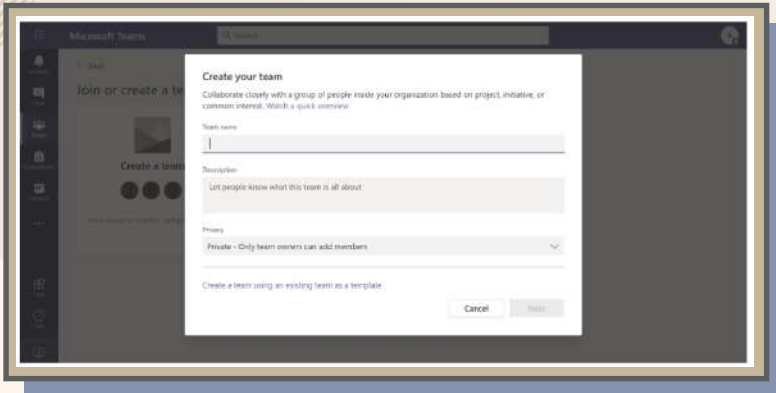 Microsoft Teams
Search
Back
Join or create a te
Create a team
Create your team
Collaborate closely with a group of people inside your organization based on project, initiative, or
common interest. Watch a quick overview
Team name
Description
Let people know what this team is all about
Privacy
Private - Only team owners can add members
Create a team using an existing team as a template
Cancel
Next